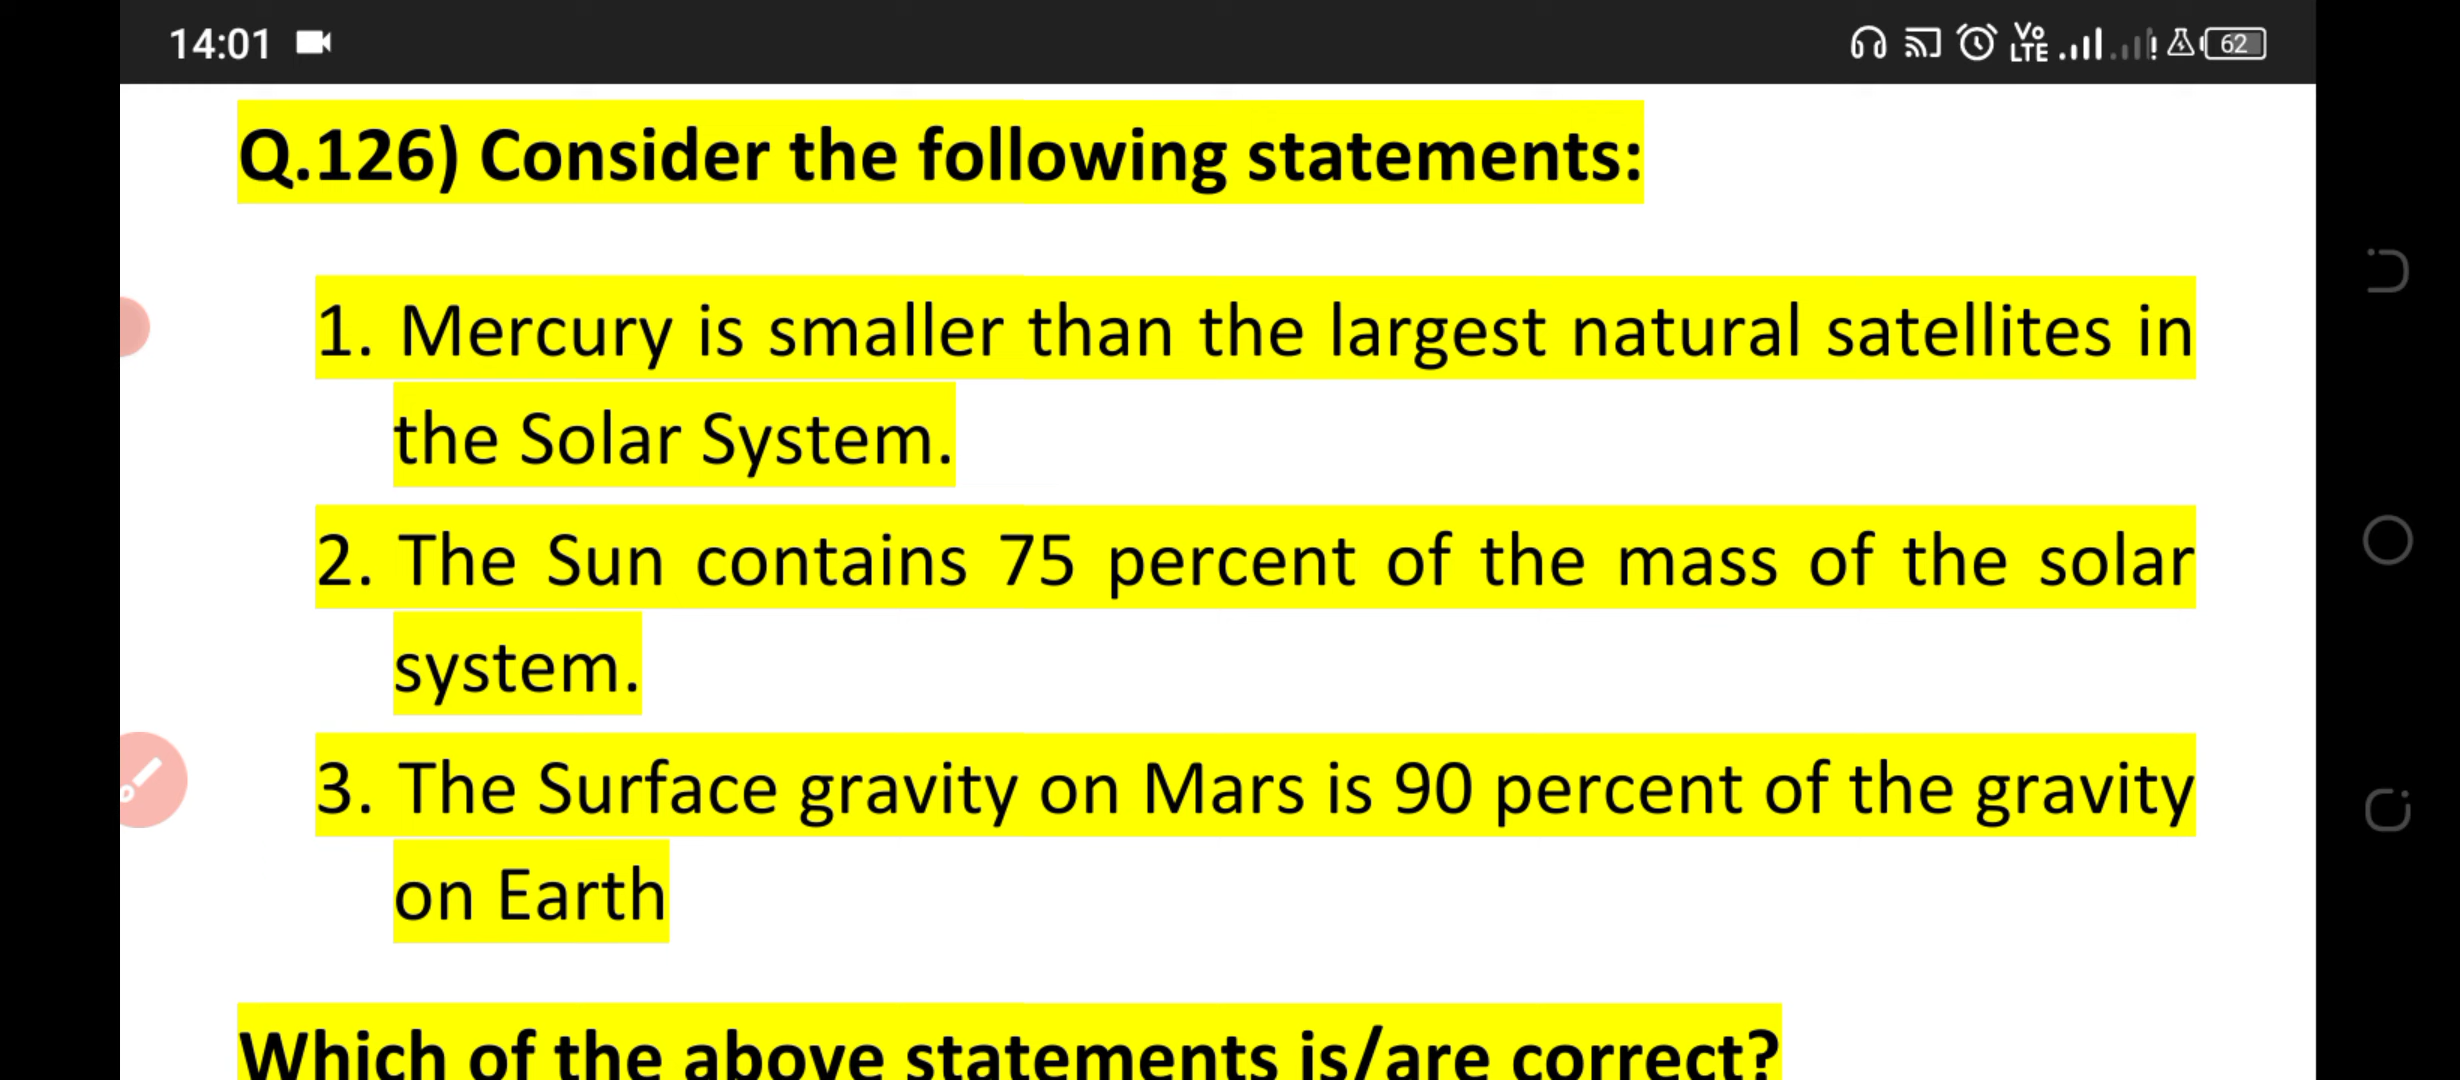 14:01
Vo
LTE
62
Q.126) Consider the following statements:
1. Mercury is smaller than the largest natural satellites in
the Solar System.
2. The Sun contains 75 percent of the mass of the solar
system.
3. The Surface gravity on Mars is 90 percent of the gravity
on Earth
Which of the above statements is/are correct?